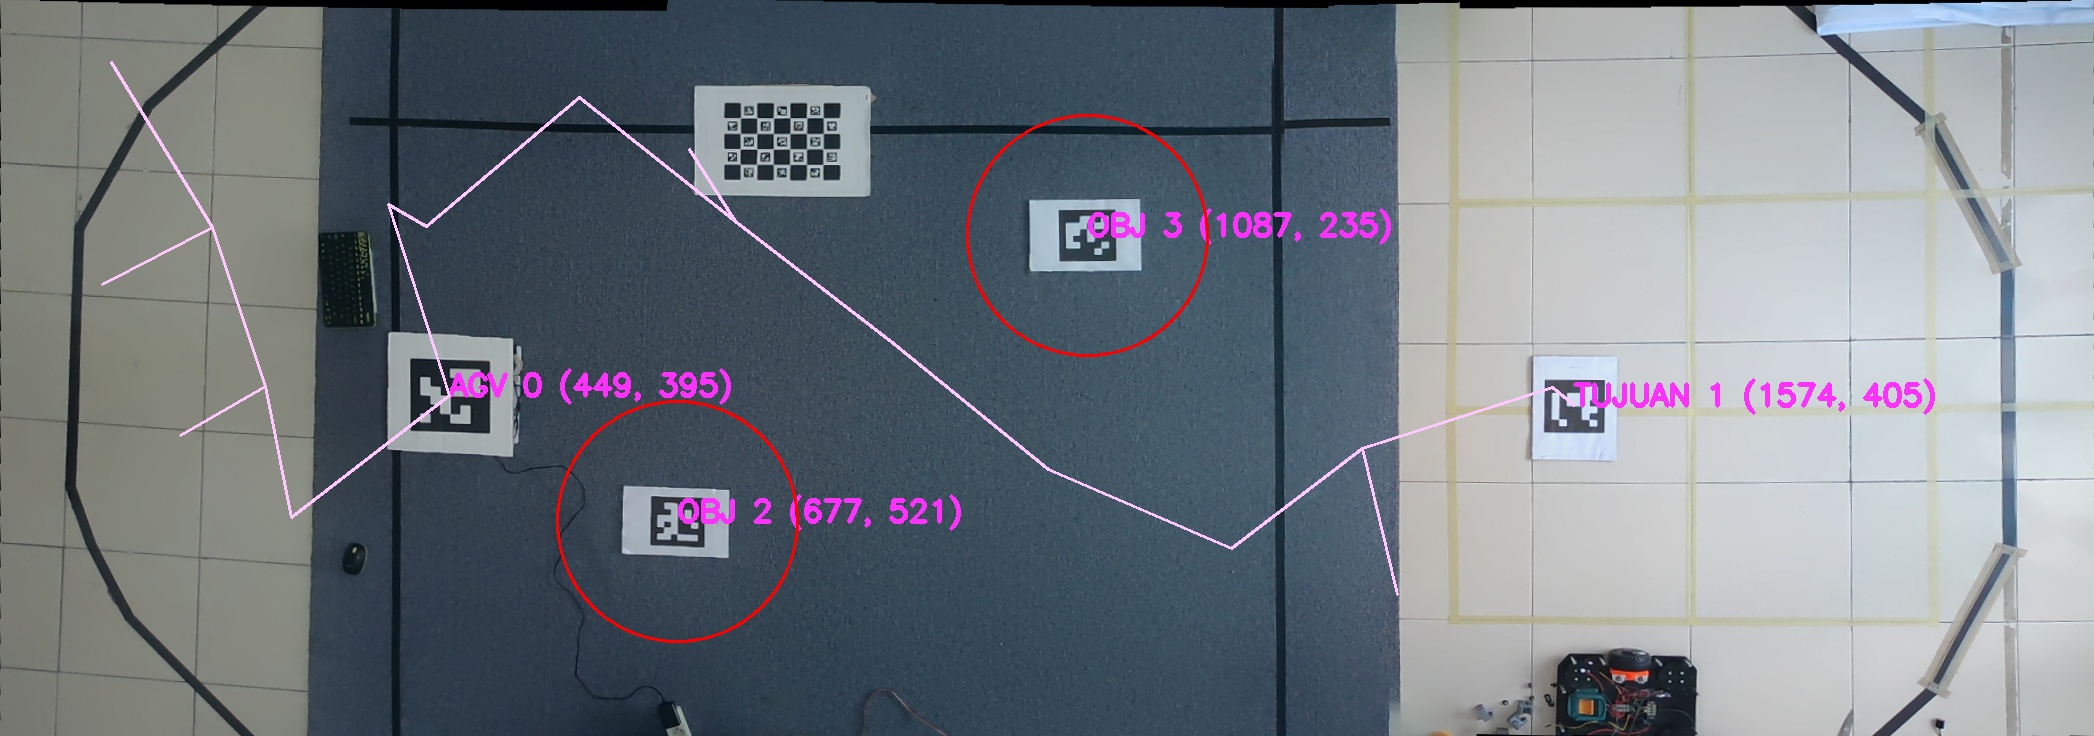 OBJ 3 (1087, 235)
AGV 0 (449, 395)
TUJUAN 1 (1574, 405)
OBJ 2 (677, 521)